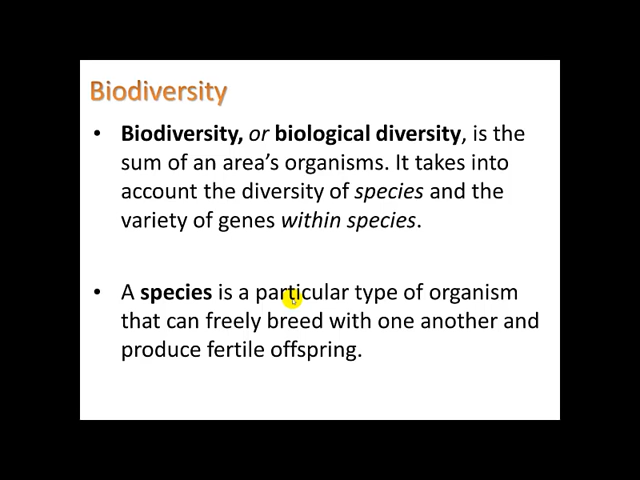 Biodiversity
• Biodiversity, or biological diversity, is the
sum of an area's organisms. It takes into
account the diversity of species and the
variety of genes within species.
• A species is a particular type of organism
that can freely breed with one another and
produce fertile offspring.